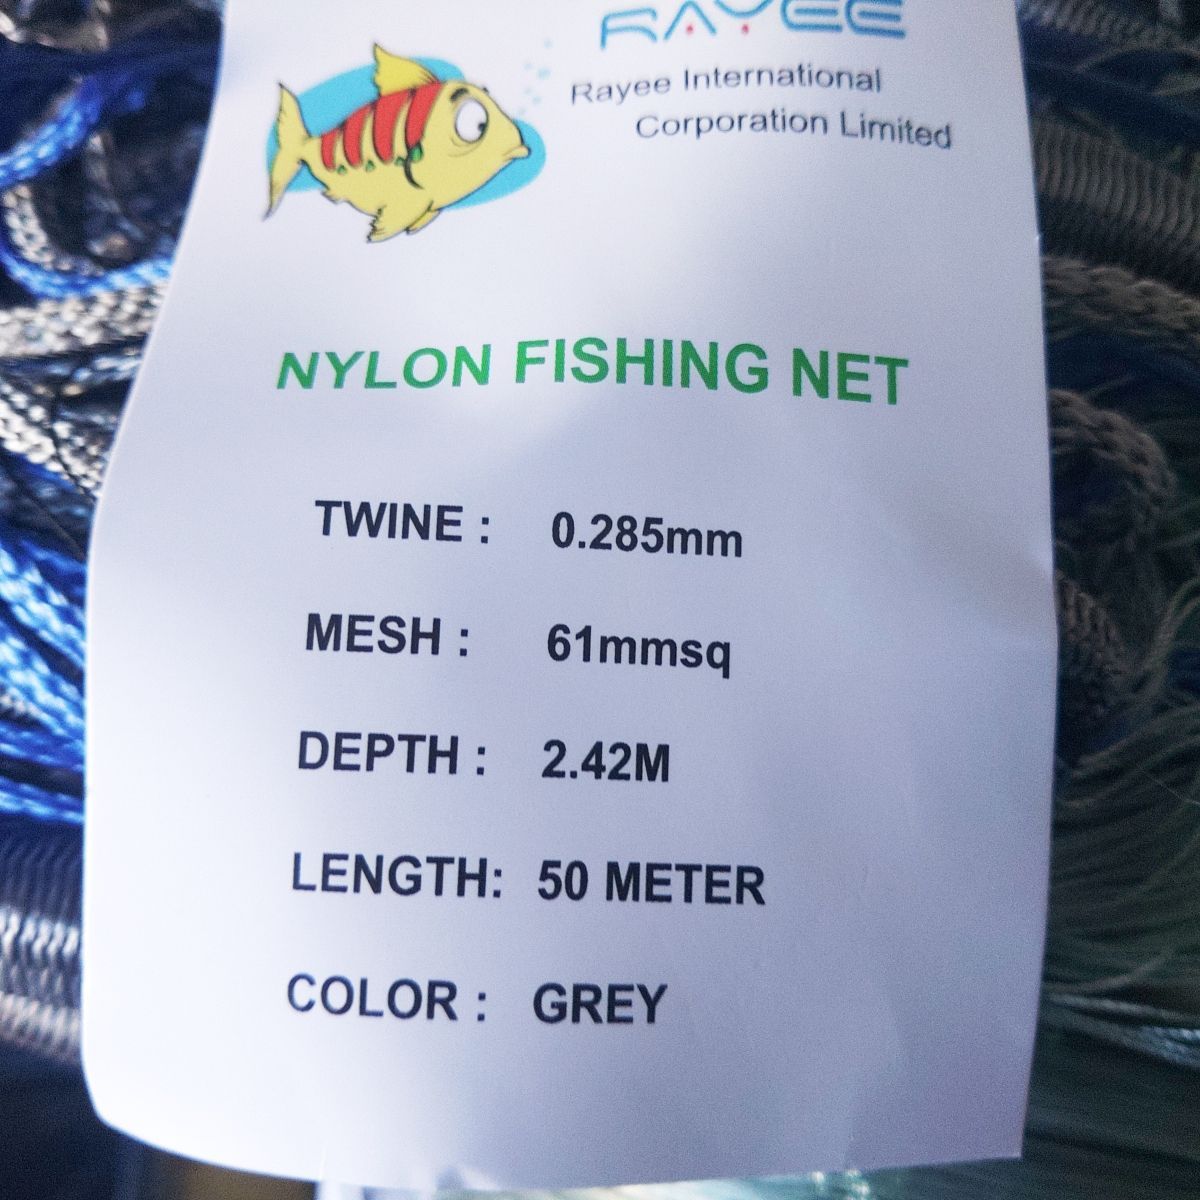 RAYEE
Rayee International
Corporation Limited
NYLON FISHING NET
TWINE : 0.285mm
MESH : 61mmsq
DEPTH : 2.42M
LENGTH: 50 METER
COLOR : GREY